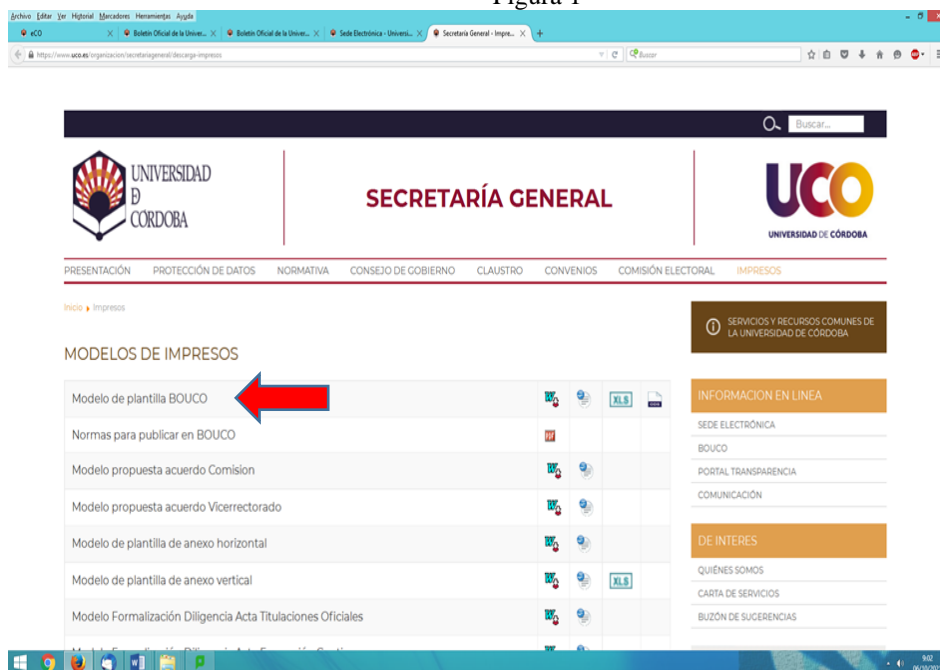 Figura 1
Archivo Editar Ver Historial Marcadores Herramientas Ayuda
eCO
Boletín Oficial de la Univer...
Boletín Oficial de la Univer...
Sede Electrónica - Universi...
Secretaría General - Impre...
https://www.uco.es/organizacion/secretariageneral/descarga-impresos
Buscar
Buscar...
UNIVERSIDAD
Ð
CORDOBA
SECRETARÍA GENERAL
UCO
UNIVERSIDAD DE CÓRDOBA
PRESENTACIÓN PROTECCIÓN DE DATOS NORMATIVA CONSEJO DE GOBIERNO CLAUSTRO CONVENIOS COMISIÓN ELECTORAL IMPRESOS
Inicio Impresos
SERVICIOS Y RECURSOS COMUNES DE
LA UNIVERSIDAD DE CÓRDOBA
MODELOS DE IMPRESOS
Modelo de plantilla BOUCO
XLS
Normas para publicar en BOUCO
Modelo propuesta acuerdo Comision
Modelo propuesta acuerdo Vicerrectorado
Modelo de plantilla de anexo horizontal
Modelo de plantilla de anexo vertical
XLS
Modelo Formalización Diligencia Acta Titulaciones Oficiales
INFORMACION EN LINEA
SEDE ELECTRÓNICA
BOUCO
PORTAL TRANSPARENCIA
COMUNICACIÓN
DE INTERES
QUIÉNES SOMOS
CARTA DE SERVICIOS
BUZÓN DE SUGERENCIAS
9:02